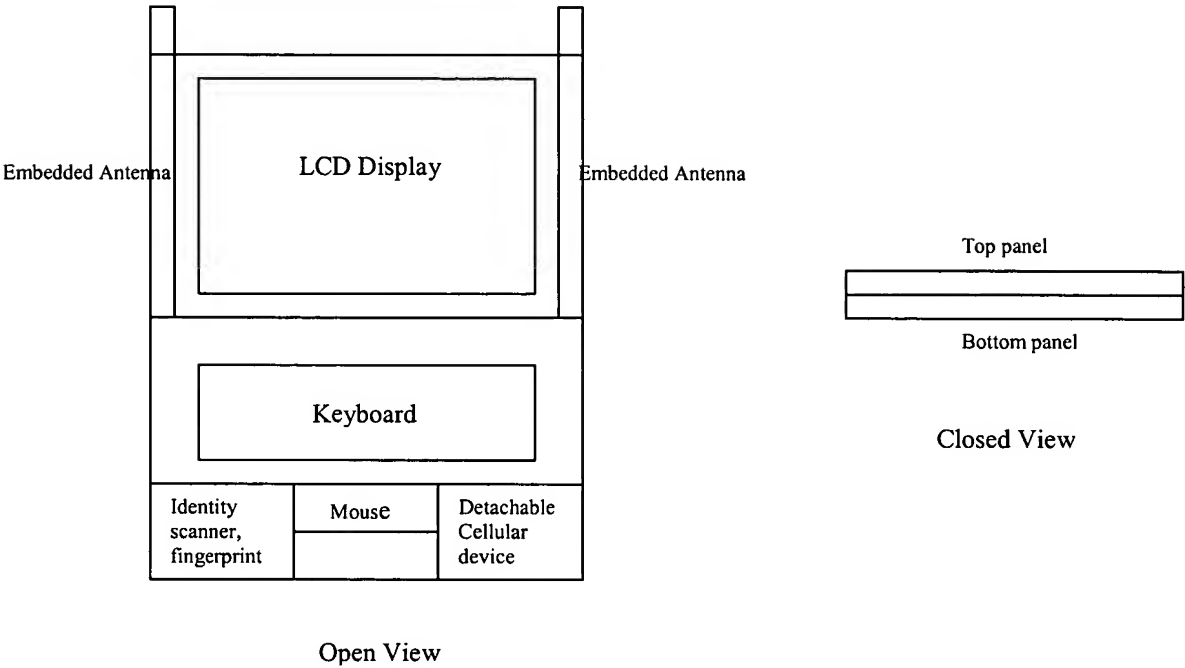 LCD Display
Embedded Antenna
Embedded Antenna
Top panel
Bottom panel
Keyboard
Closed View
Identity
scanner,
fingerprint
Mouse
Detachable
Cellular
device
Open View